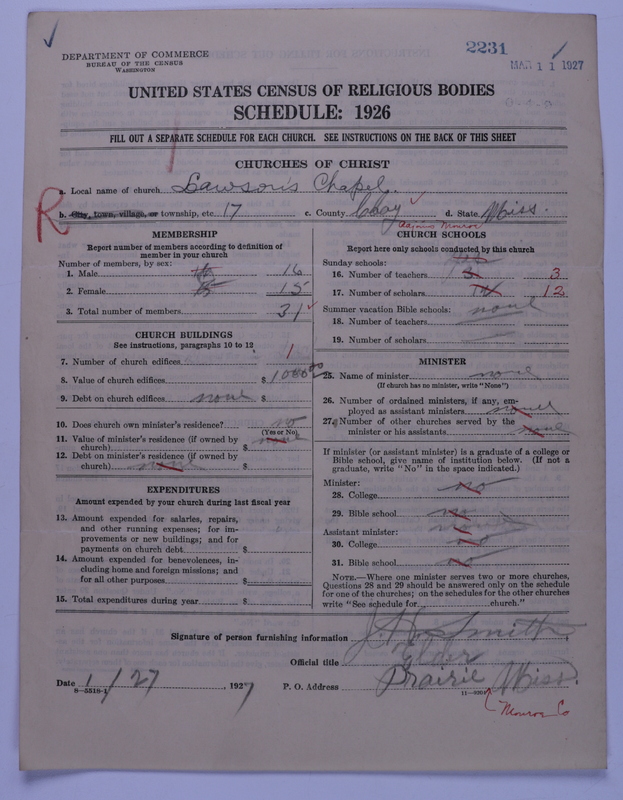 2231
MAR 11 1927
DEPARTMENT OF COMMERCE
BUREAU OF THE CENSUS
WASHINGTON
UNITED STATES CENSUS OF RELIGIOUS BODIES
SCHEDULE: 1926
FILL OUT A SEPARATE SCHEDULE FOR EACH CHURCH. SEE INSTRUCTIONS ON THE BACK OF THIS SHEET
CHURCHES OF CHRIST
a. Local name of church Lawson's Chapel.
R
b. City, town, village, or township, etc. 17 c. County Clay d. State Miss.
adjoins Monroe
MEMBERSHIP
Report number of members according to definition of
member in your church
Number of members, by sex:
1. Male 16
2. Female 15
3. Total number of members 31
CHURCH BUILDINGS
See instructions, paragraphs 10 to 12
7. Number of church edifices 1
8. Value of church edifices $ 1000.00
9. Debt on church edifices none $
10. Does church own minister's residence? no
(Yes or No)
11. Value of minister's residence (if owned by
church) $ none
12. Debt on minister's residence (if owned by
church) none $
EXPENDITURES
Amount expended by your church during last fiscal year
13. Amount expended for salaries, repairs,
and other running expenses; for im-
provements or new buildings; and for
payments on church debt $
14. Amount expended for benevolences, in-
cluding home and foreign missions; and
for all other purposes $
15. Total expenditures during year $
CHURCH SCHOOLS
Report here only schools conducted by this church
Sunday schools:
16. Number of teachers 3
17. Number of scholars 12
Summer vacation Bible schools: none
18. Number of teachers
19. Number of scholars
MINISTER
25. Name of minister none
(If church has no minister, write "None")
26. Number of ordained ministers, if any, em-
ployed as assistant ministers none
27. Number of other churches served by the
minister or his assistants none
If minister (or assistant minister) is a graduate of a college or
Bible school, give name of institution below. (If not a
graduate, write "No" in the space indicated.)
Minister:
28. College no
29. Bible school no
Assistant minister:
30. College no
31. Bible school no
NOTE.—Where one minister serves two or more churches,
Questions 28 and 29 should be answered only on the schedule
for one of the churches; on the schedules for the other churches
write "See schedule for church."
Signature of person furnishing information J. H. Smith
Official title Elder
Date 1/27, 1927 P. O. Address Prairie Miss.
8—5518-1
Monroe Co